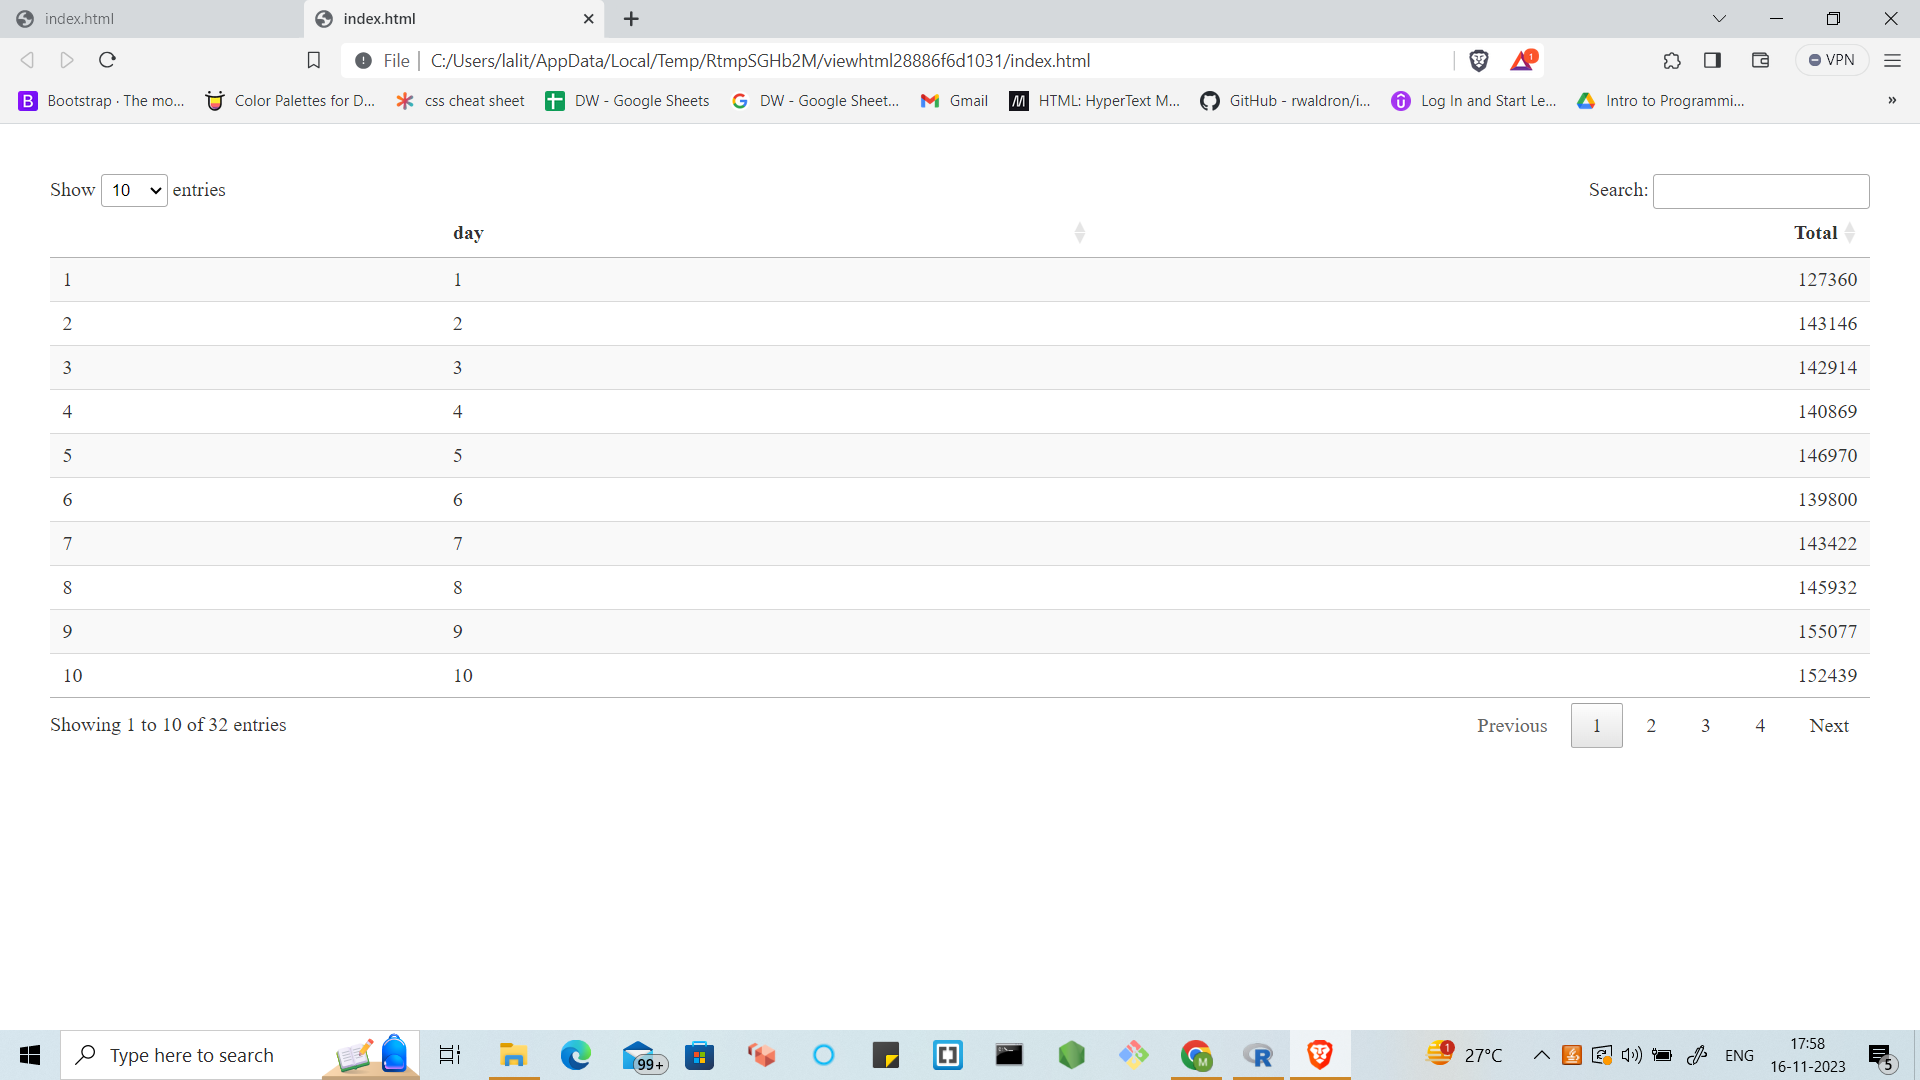 index.html
index.html
File
C:/Users/lalit/AppData/Local/Temp/RtmpSGHb2M/viewhtml28886f6d1031/index.html
1
VPN
Bootstrap · The mo...
Color Palettes for D...
css cheat sheet
DW - Google Sheets
DW - Google Sheet...
Gmail
HTML: HyperText M...
GitHub - rwaldron/i...
Log In and Start Le...
Intro to Programmi...
»
Show 10 entries
Search:
day Total
1 1 127360
2 2 143146
3 3 142914
4 4 140869
5 5 146970
6 6 139800
7 7 143422
8 8 145932
9 9 155077
10 10 152439
Showing 1 to 10 of 32 entries
Previous 1 2 3 4 Next
Type here to search
99+
M
R
1
27°C
ENG
17:58
16-11-2023
5